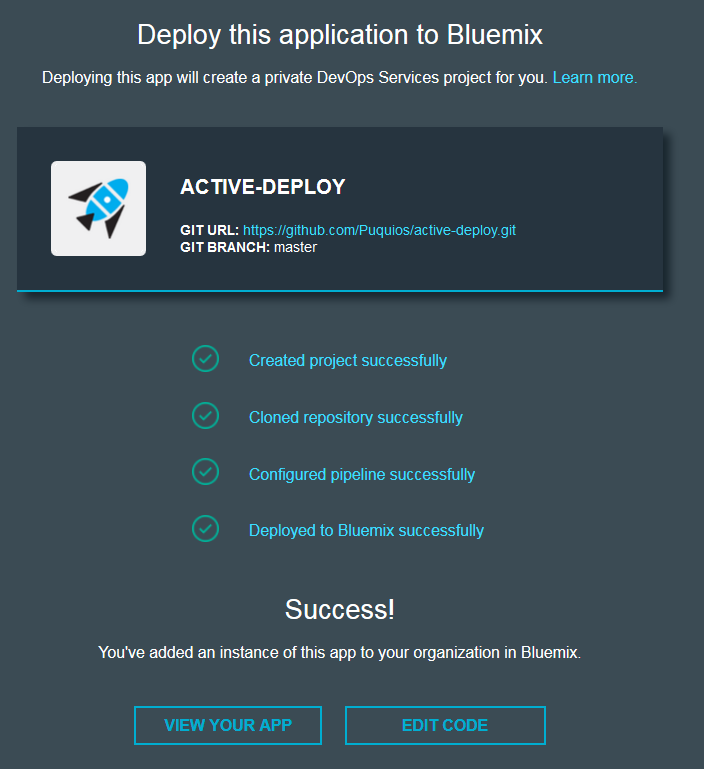 Deploy this application to Bluemix
Deploying this app will create a private DevOps Services project for you. Learn more.
ACTIVE-DEPLOY
GIT URL: https://github.com/Puquios/active-deploy.git
GIT BRANCH: master
Created project successfully
Cloned repository successfully
Configured pipeline successfully
Deployed to Bluemix successfully
Success!
You've added an instance of this app to your organization in Bluemix.
VIEW YOUR APP EDIT CODE